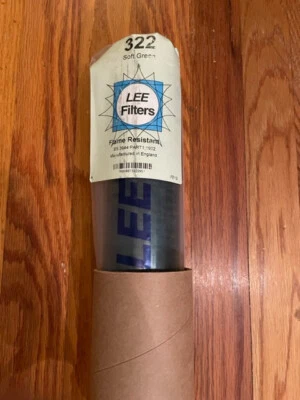 322
Soft Green
LEE
Filters
Flame Resistant
Manufactured in England
LEE